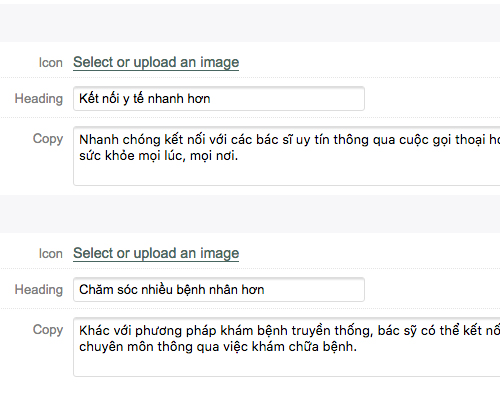 Icon Select or upload an image
Heading Kết nối y tế nhanh hơn
Copy Nhanh chóng kết nối với các bác sĩ uy tín thông qua cuộc gọi thoại
sức khỏe mọi lúc, mọi nơi.
Icon Select or upload an image
Heading Chăm sóc nhiều bệnh nhân hơn
Copy Khác với phương pháp khám bệnh truyền thống, bác sỹ có thể kết
chuyên môn thông qua việc khám chữa bệnh.